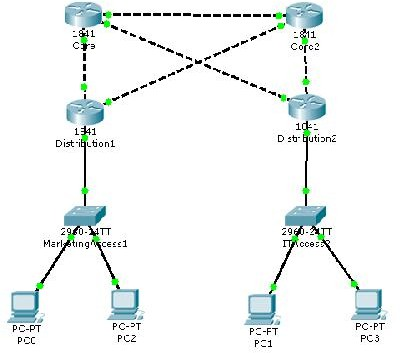 1841
Core
1841
Core2
1841
Distribution1
1841
Distribution2
2960-24TT
MarketingAccess1
2960-24TT
ITAccess2
PC-PT
PC0
PC-PT
PC2
PC-PT
PC1
PC-PT
PC3